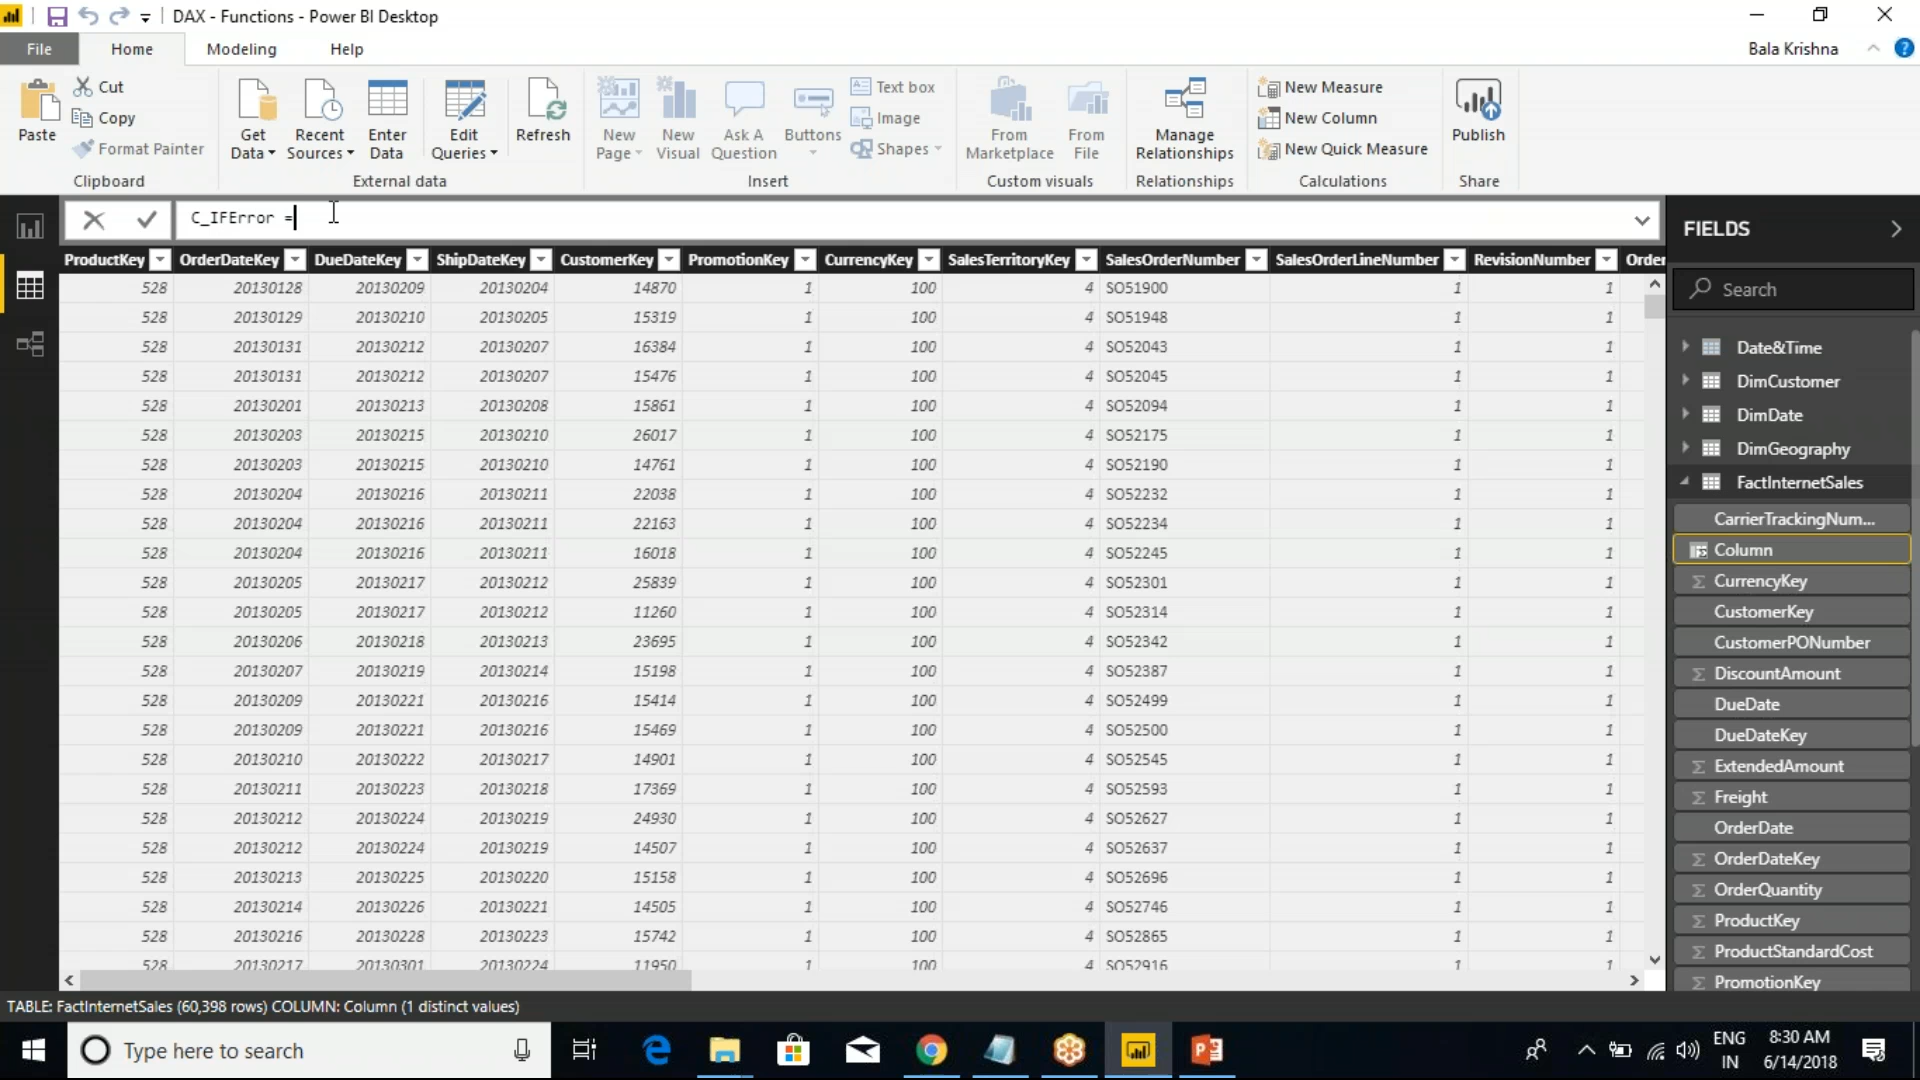 DAX - Functions - Power BI Desktop
File
Home
Modeling
Help
Bala Krishna
Paste
Cut
Copy
Format Painter
Clipboard
Get Data
Recent Sources
Enter Data
Edit Queries
Refresh
External data
New Page
New Visual
Ask A Question
Buttons
Text box
Image
Shapes
Insert
From Marketplace
From File
Custom visuals
Manage Relationships
Relationships
New Measure
New Column
New Quick Measure
Calculations
Publish
Share
C_IFError =
ProductKey OrderDateKey DueDateKey ShipDateKey CustomerKey PromotionKey CurrencyKey SalesTerritoryKey SalesOrderNumber SalesOrderLineNumber RevisionNumber Order
528 20130128 20130209 20130204 14870 1 100 4 SO51900 1 1
528 20130129 20130210 20130205 15319 1 100 4 SO51948 1 1
528 20130131 20130212 20130207 16384 1 100 4 SO52043 1 1
528 20130131 20130212 20130207 15476 1 100 4 SO52045 1 1
528 20130201 20130213 20130208 15861 1 100 4 SO52094 1 1
528 20130203 20130215 20130210 26017 1 100 4 SO52175 1 1
528 20130203 20130215 20130210 14761 1 100 4 SO52190 1 1
528 20130204 20130216 20130211 22038 1 100 4 SO52232 1 1
528 20130204 20130216 20130211 22163 1 100 4 SO52234 1 1
528 20130204 20130216 20130211 16018 1 100 4 SO52245 1 1
528 20130205 20130217 20130212 25839 1 100 4 SO52301 1 1
528 20130205 20130217 20130212 11260 1 100 4 SO52314 1 1
528 20130206 20130218 20130213 23695 1 100 4 SO52342 1 1
528 20130207 20130219 20130214 15198 1 100 4 SO52387 1 1
528 20130209 20130221 20130216 15414 1 100 4 SO52499 1 1
528 20130209 20130221 20130216 15469 1 100 4 SO52500 1 1
528 20130210 20130222 20130217 14901 1 100 4 SO52545 1 1
528 20130211 20130223 20130218 17369 1 100 4 SO52593 1 1
528 20130212 20130224 20130219 24930 1 100 4 SO52627 1 1
528 20130212 20130224 20130219 14507 1 100 4 SO52637 1 1
528 20130213 20130225 20130220 15158 1 100 4 SO52696 1 1
528 20130214 20130226 20130221 14505 1 100 4 SO52746 1 1
528 20130216 20130228 20130223 15742 1 100 4 SO52865 1 1
528 20130217 20130301 20130224 11950 1 100 4 SO52916 1 1
FIELDS
Search
Date&Time
DimCustomer
DimDate
DimGeography
FactInternetSales
CarrierTrackingNum...
Column
CurrencyKey
CustomerKey
CustomerPONumber
DiscountAmount
DueDate
DueDateKey
ExtendedAmount
Freight
OrderDate
OrderDateKey
OrderQuantity
ProductKey
ProductStandardCost
PromotionKey
TABLE: FactInternetSales (60,398 rows) COLUMN: Column (1 distinct values)
Type here to search
ENG
IN
8:30 AM
6/14/2018